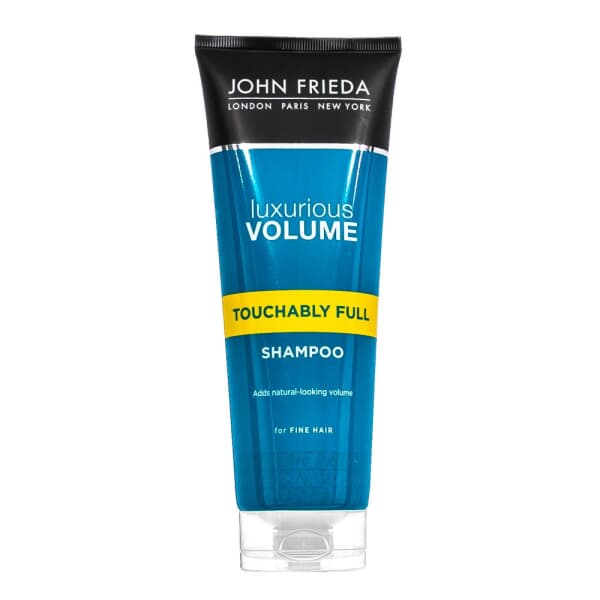 JOHN FRIEDA
LONDON PARIS NEW YORK
luxurious
VOLUME
TOUCHABLY FULL
SHAMPOO
Adds natural-looking volume
for FINE HAIR